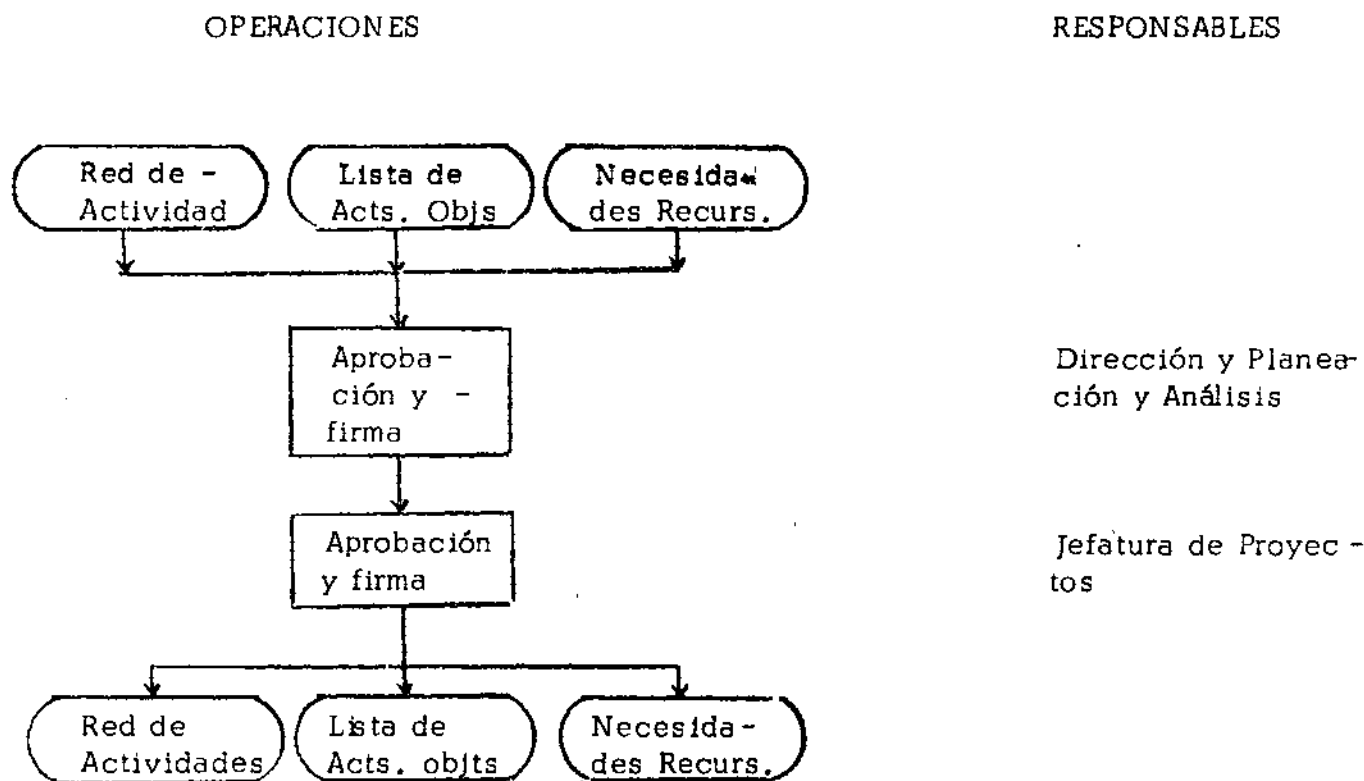 OPERACIONES
RESPONSABLES
Red de -
Actividad
Lista de
Acts. Objs
Necesida-
des Recurs.
Aproba-
ción y -
firma
Dirección y Planea-
ción y Análisis
Aprobación
y firma
Jefatura de Proyec-
tos
Red de
Actividades
Lista de
Acts. objts
Necesida-
des Recurs.